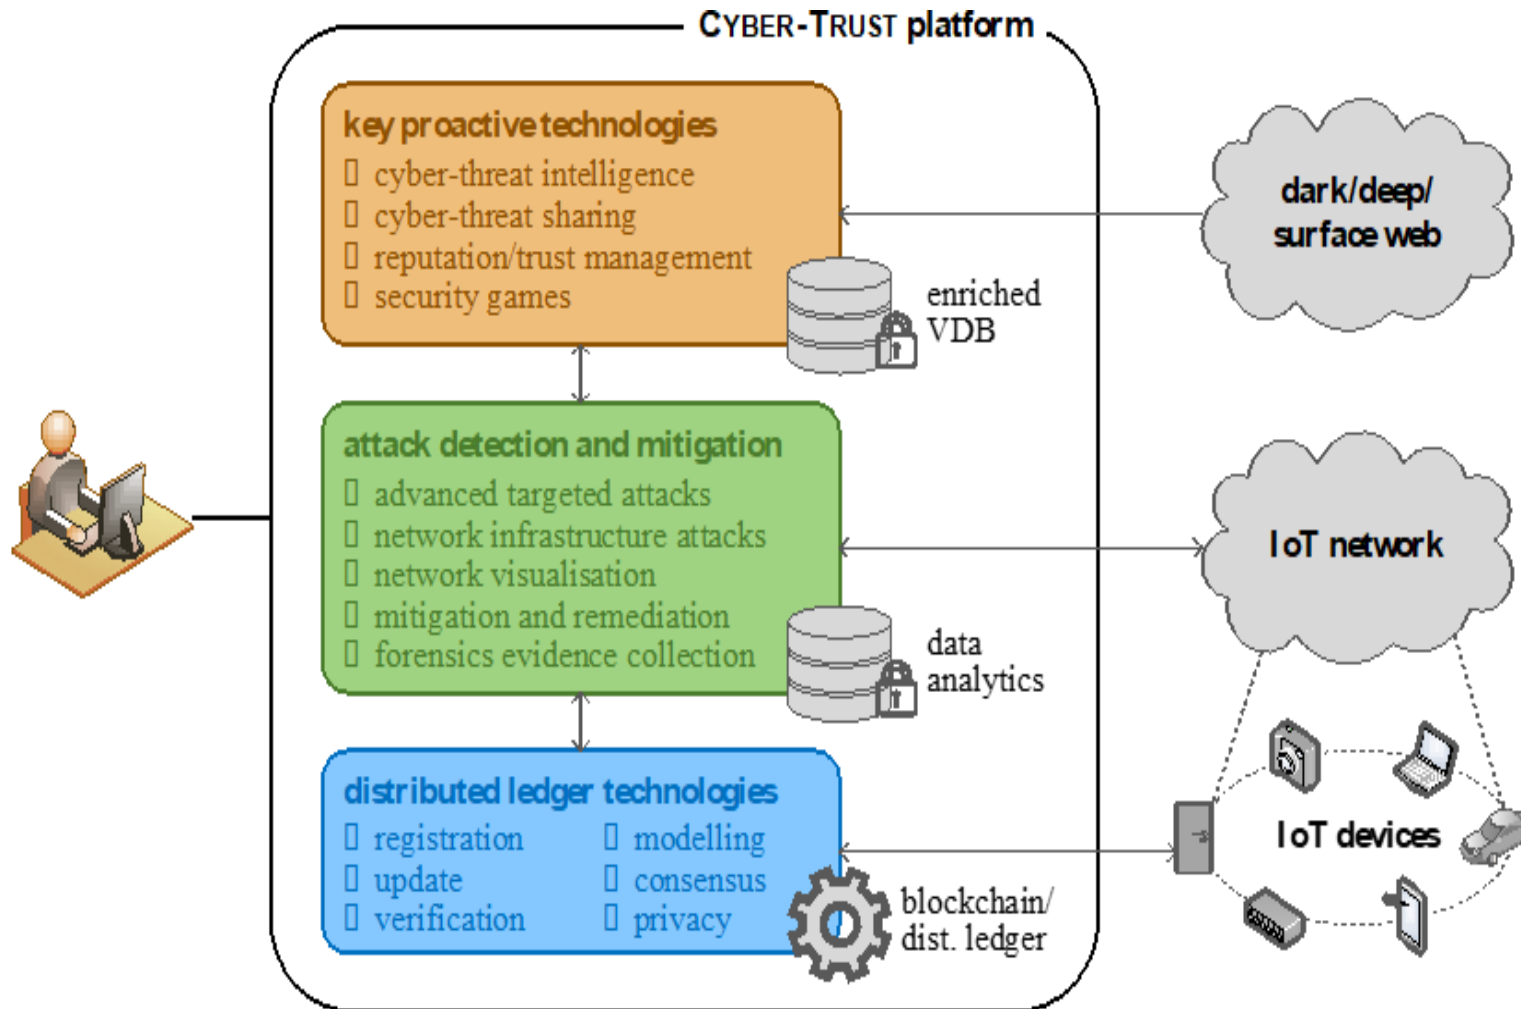 CYBER-TRUST platform
key proactive technologies
cyber-threat intelligence
cyber-threat sharing
reputation/trust management
security games
enriched
VDB
dark/deep/
surface web
attack detection and mitigation
advanced targeted attacks
network infrastructure attacks
network visualisation
mitigation and remediation
forensics evidence collection
data
analytics
IoT network
distributed ledger technologies
registration
update
verification
modelling
consensus
privacy
blockchain/
dist. ledger
IoT devices